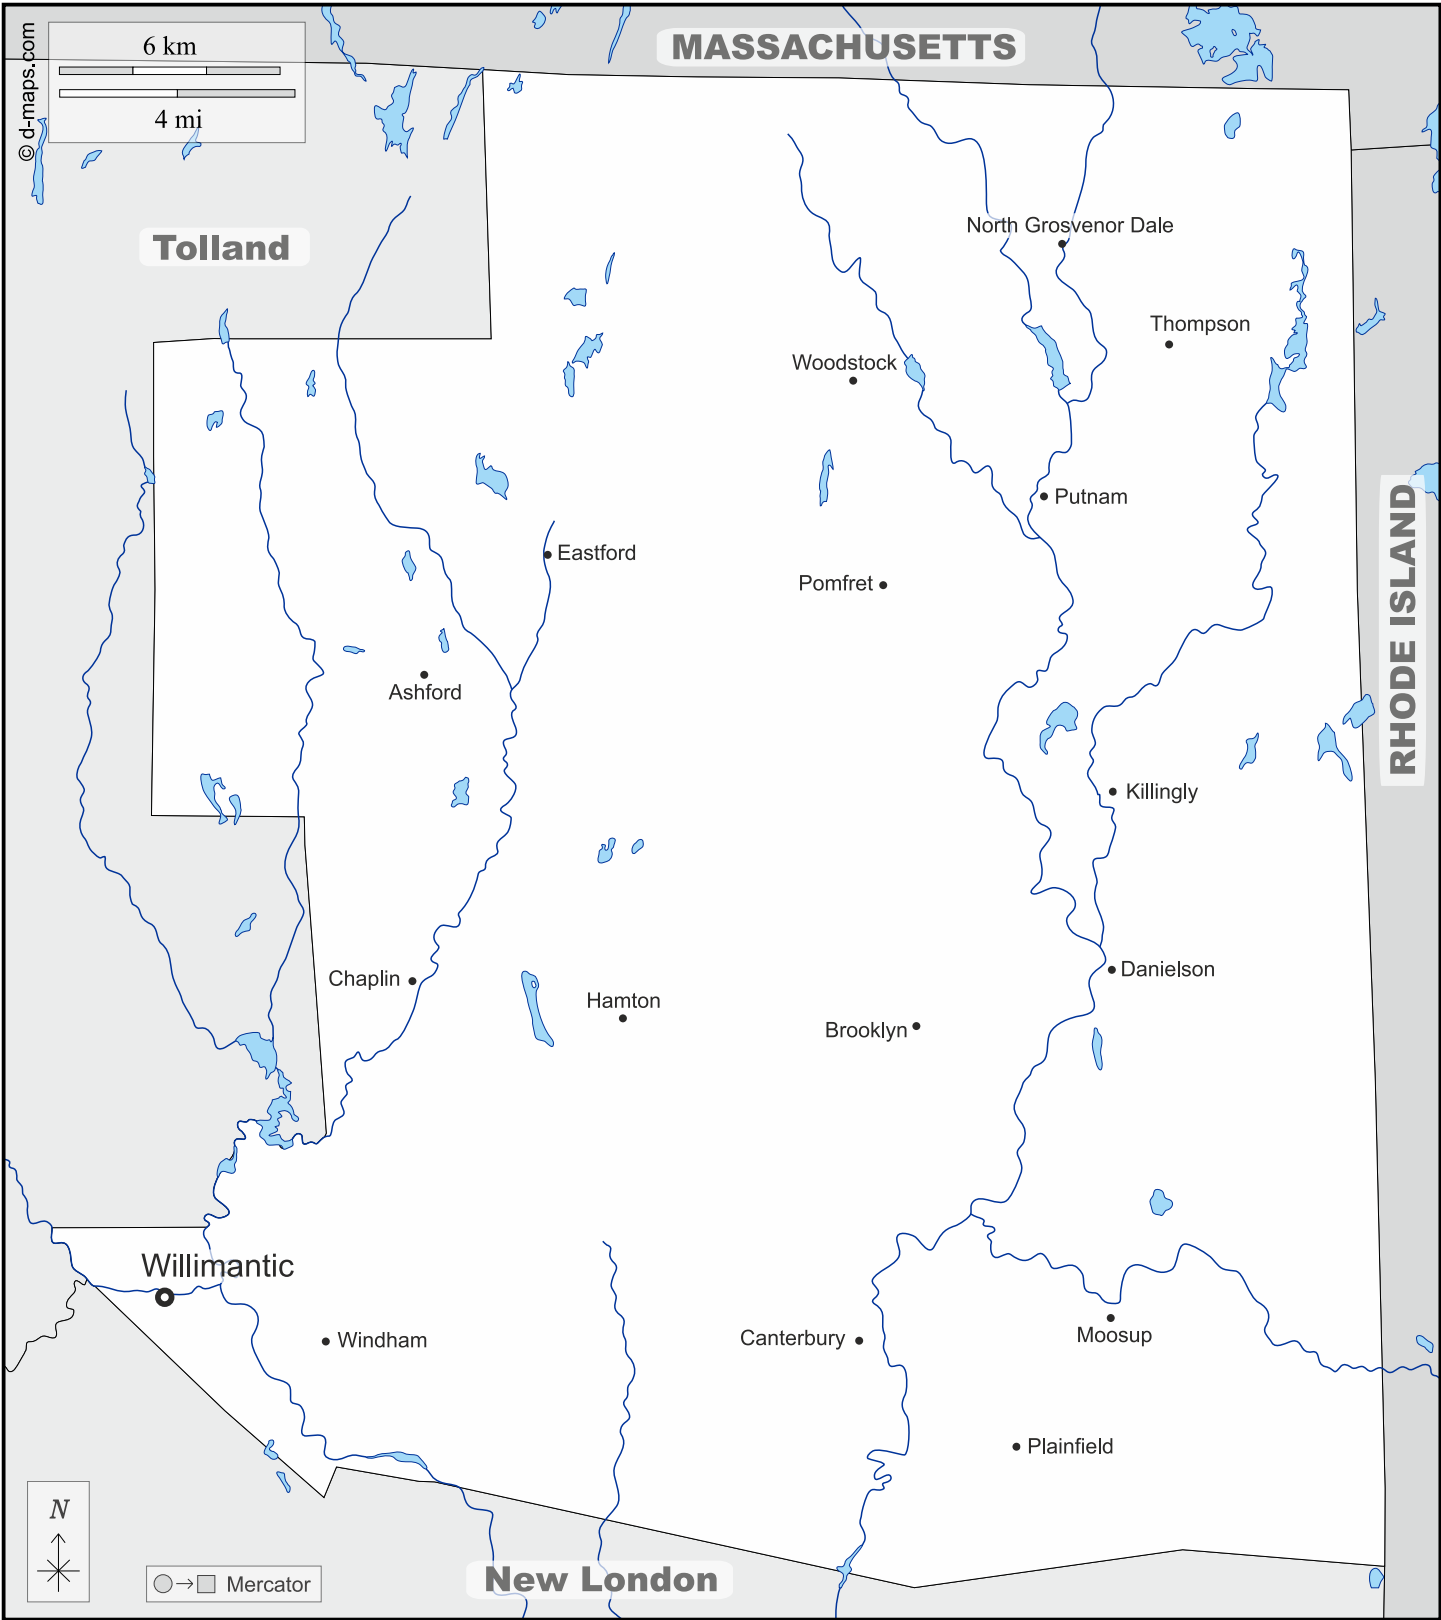 © d-maps.com
6 km
4 mi
MASSACHUSETTS
Tolland
North Grosvenor Dale
Thompson
Woodstock
Putnam
RHODE ISLAND
Eastford
Pomfret
Ashford
Killingly
Chaplin
Danielson
Hamton
Brooklyn
Willimantic
Windham
Canterbury
Moosup
Plainfield
N
Mercator
New London